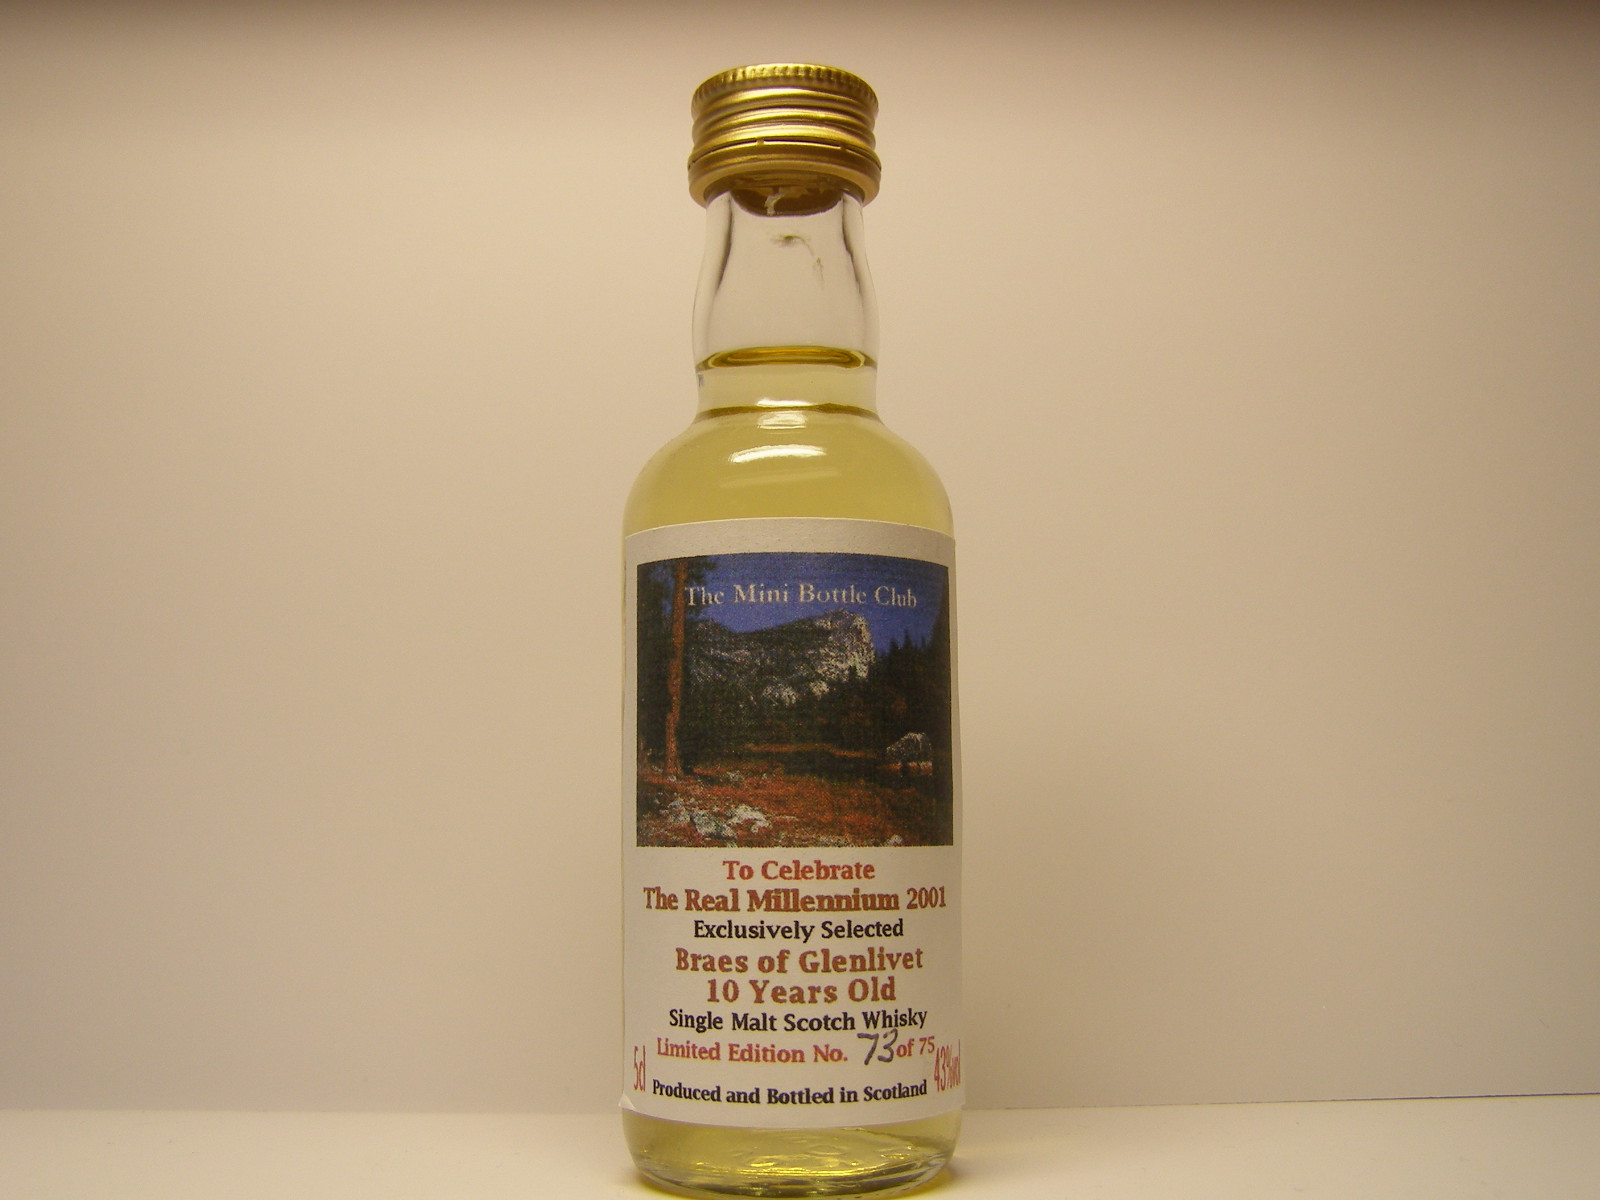 The Mini Bottle Club
To Celebrate
The Real Millennium 2001
Exclusively Selected
Braes of Glenlivet
10 Years Old
Single Malt Scotch Whisky
Limited Edition No. 73 of 75
5cl
43%vol
Produced and Bottled in Scotland